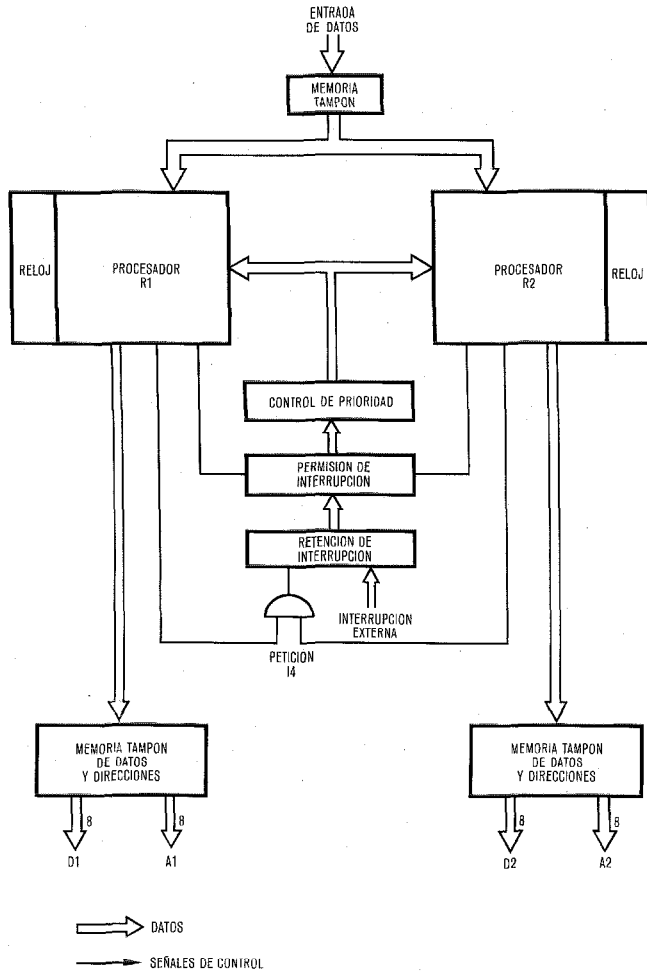 ENTRADA
DE DATOS
MEMORIA
TAMPON
RELOJ
PROCESADOR
R1
PROCESADOR
R2
RELOJ
CONTROL DE PRIORIDAD
PERMISION DE
INTERRUPCION
RETENCION DE
INTERRUPCION
INTERRUPCION
EXTERNA
PETICION
I4
MEMORIA TAMPON
DE DATOS
Y DIRECCIONES
MEMORIA TAMPON
DE DATOS
Y DIRECCIONES
8
8
8
8
D1
A1
D2
A2
DATOS
SEÑALES DE CONTROL